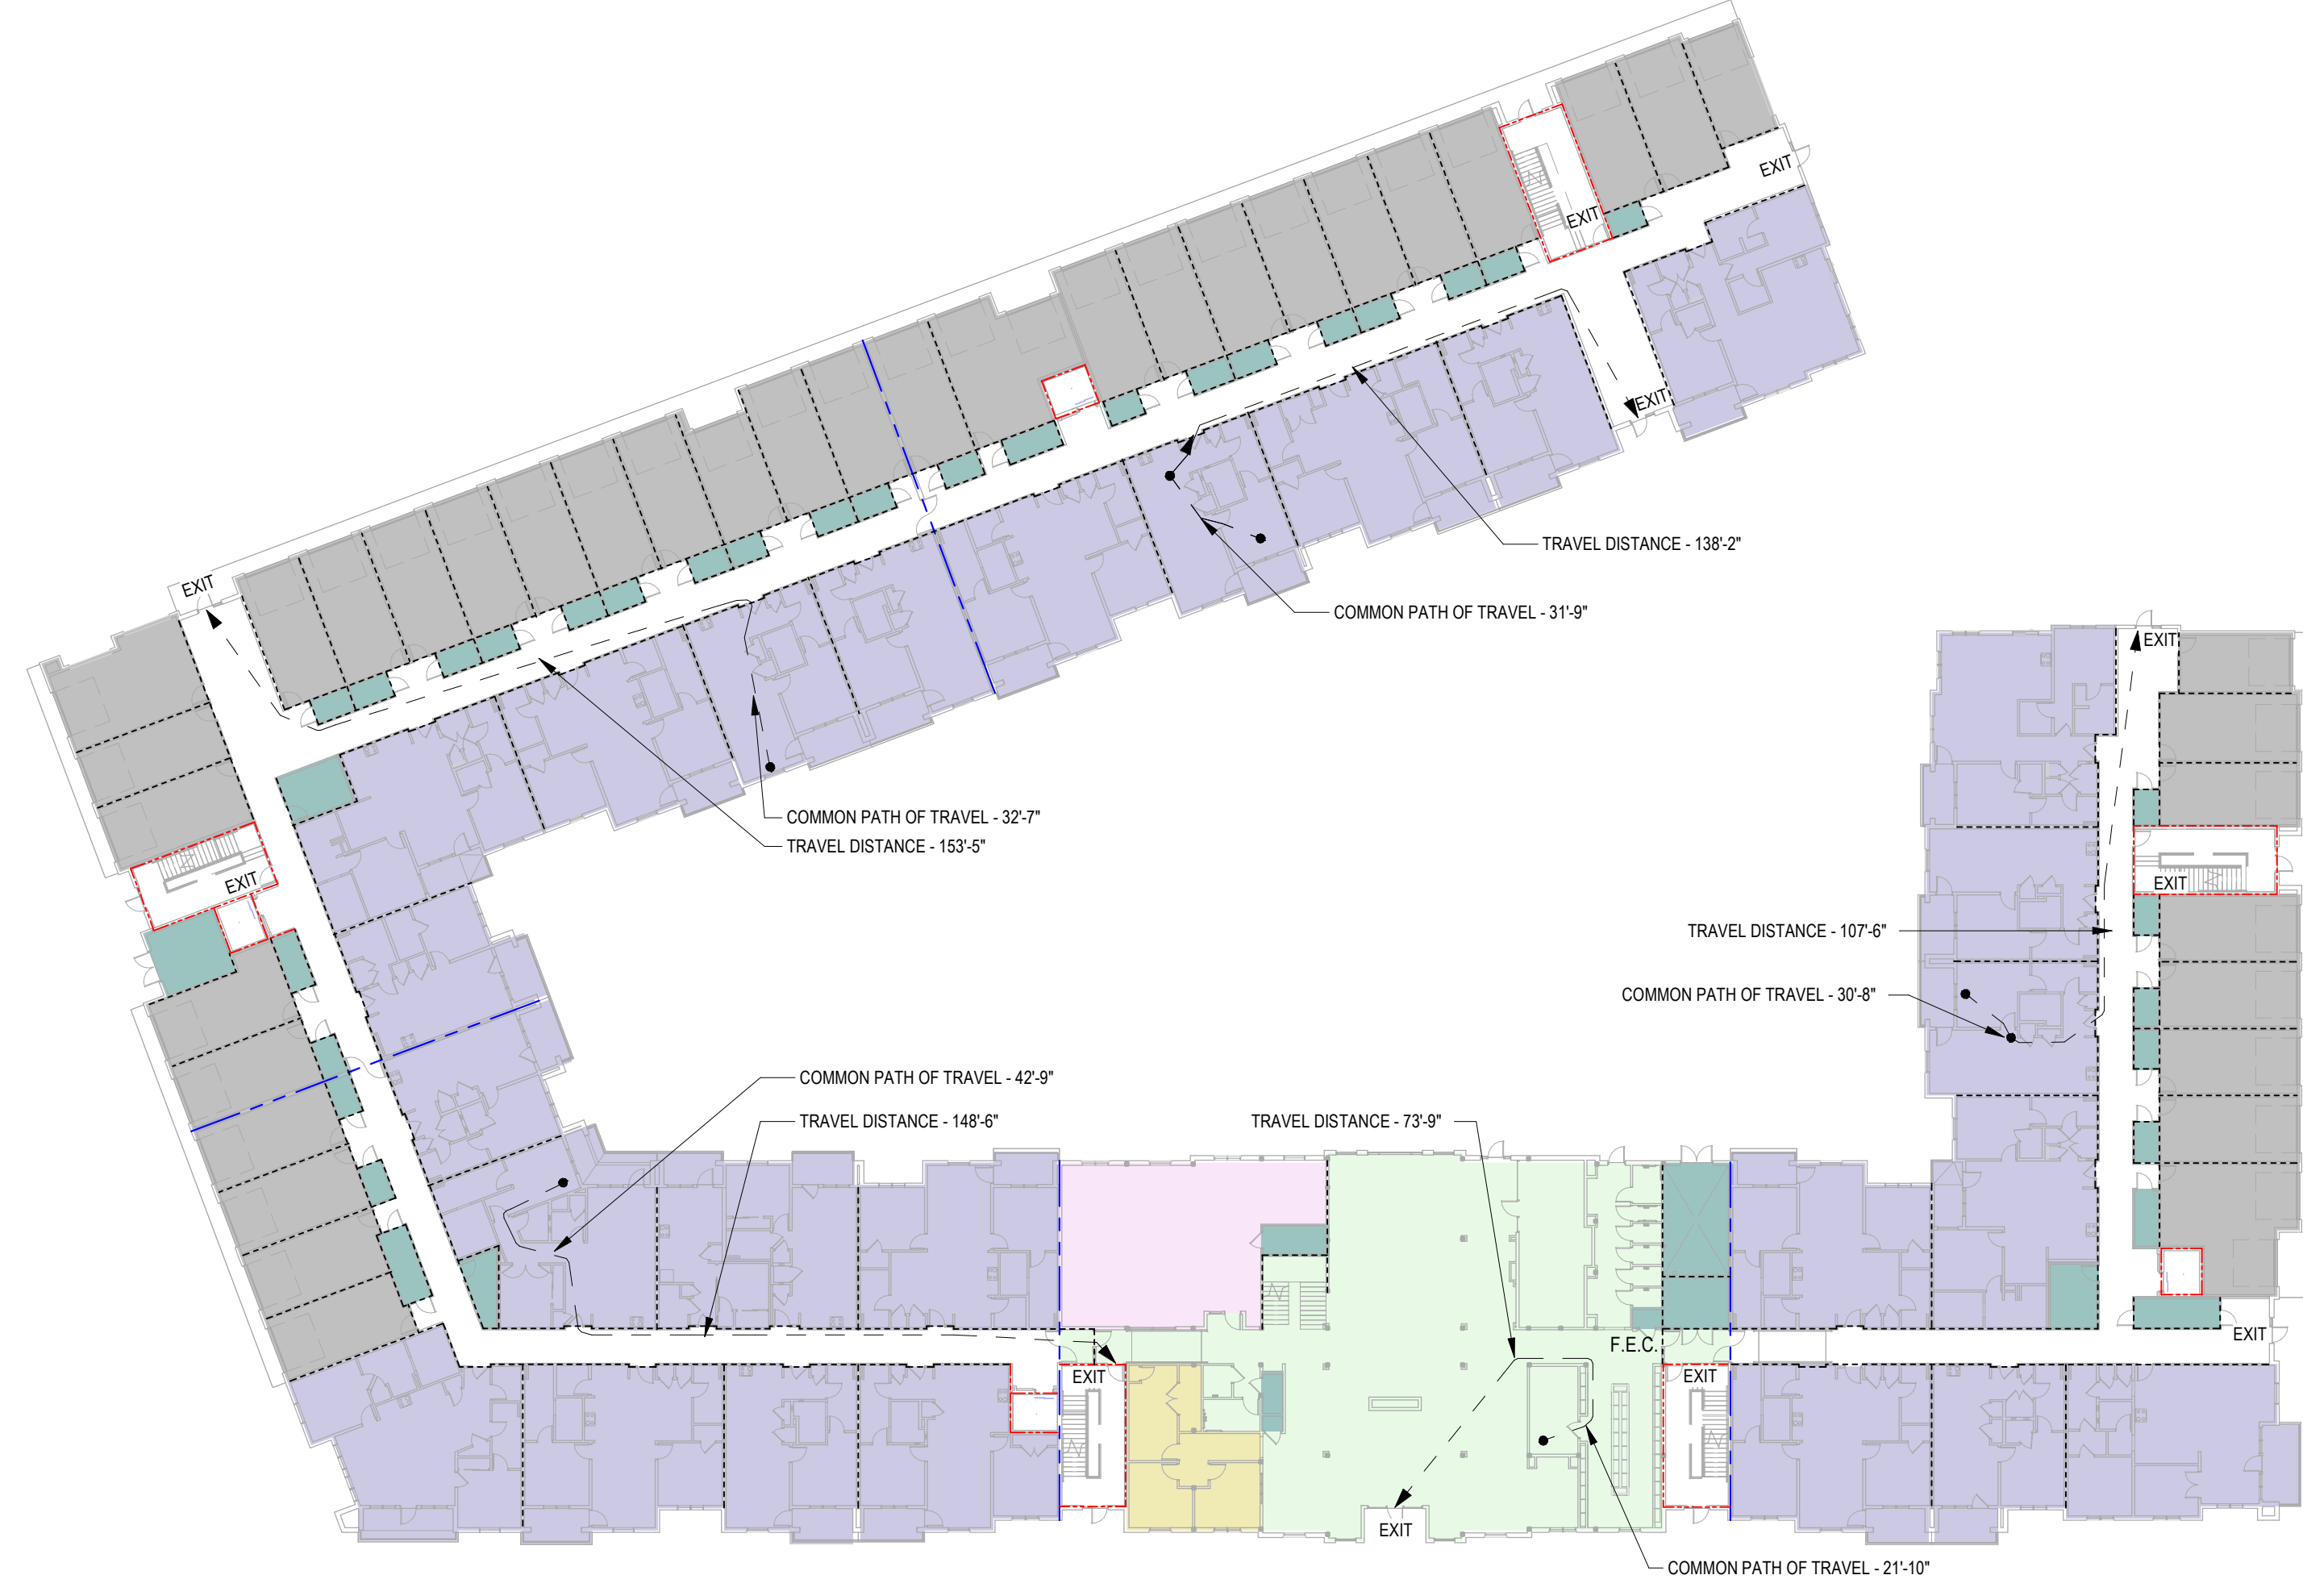 EXIT
EXIT
EXIT
EXIT
TRAVEL DISTANCE - 138'-2"
EXIT
COMMON PATH OF TRAVEL - 31'-9"
EXIT
COMMON PATH OF TRAVEL - 32'-7"
TRAVEL DISTANCE - 153'-5"
EXIT
EXIT
TRAVEL DISTANCE - 107'-6"
COMMON PATH OF TRAVEL - 30'-8"
COMMON PATH OF TRAVEL - 42'-9"
TRAVEL DISTANCE - 148'-6"
TRAVEL DISTANCE - 73'-9"
EXIT
F.E.C.
EXIT
EXIT
EXIT
COMMON PATH OF TRAVEL - 21'-10"